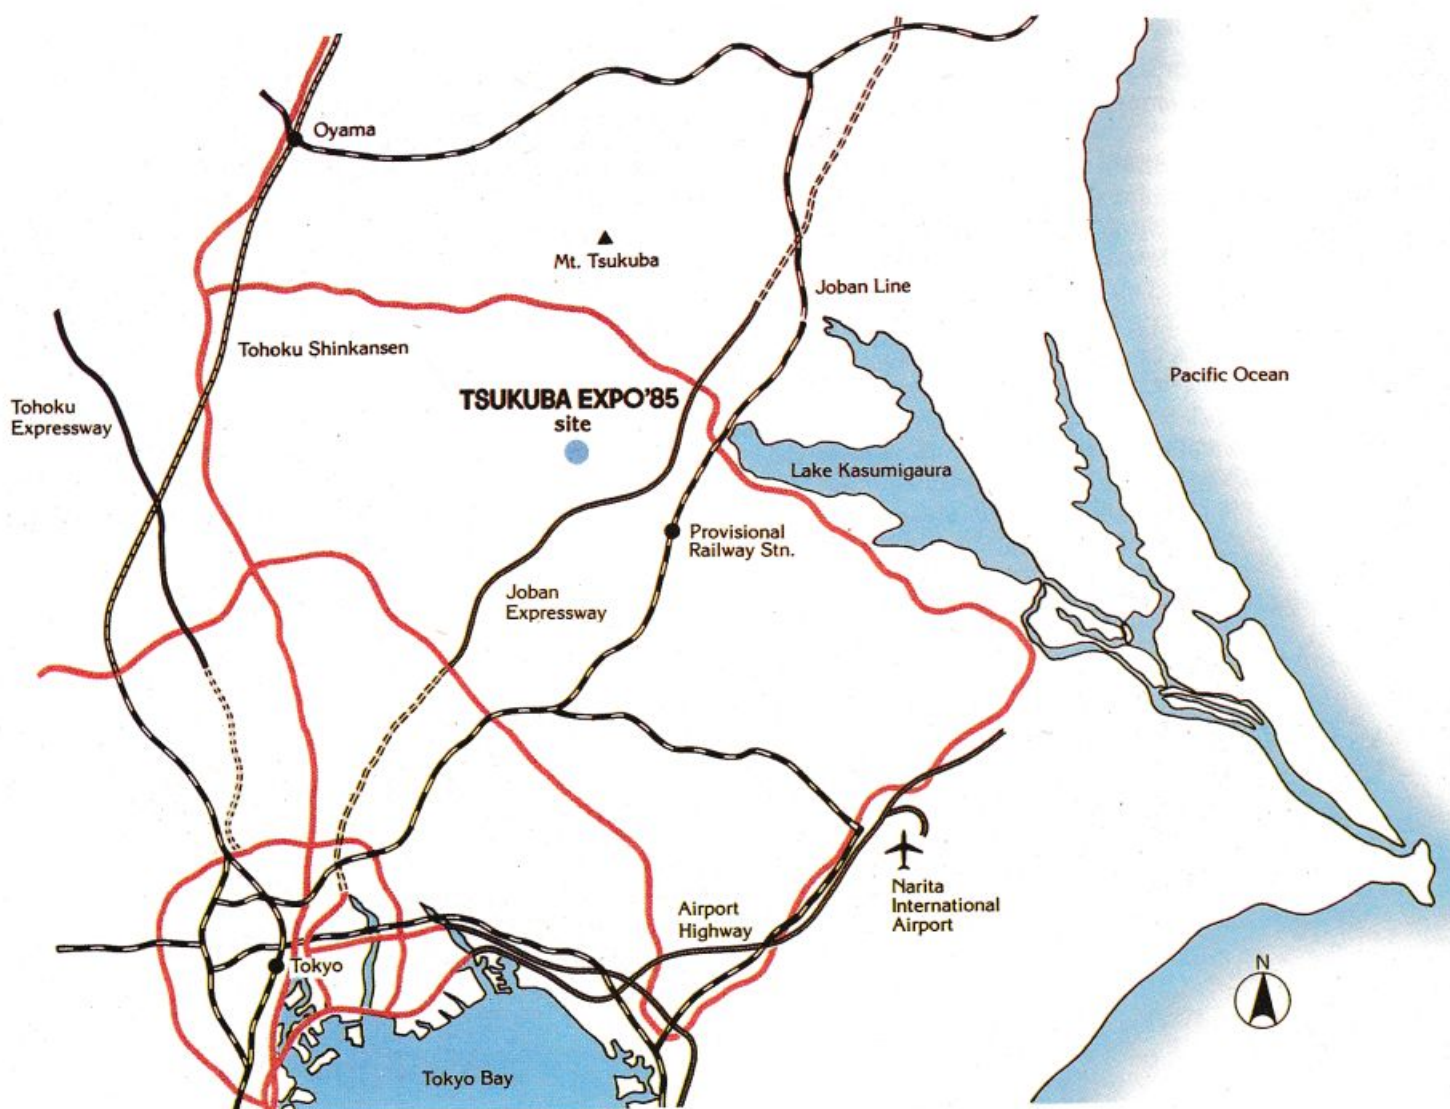 Oyama
Mt. Tsukuba
Joban Line
Tohoku Shinkansen
Pacific Ocean
Tohoku
Expressway
TSUKUBA EXPO'85
site
Lake Kasumigaura
Provisional
Railway Stn.
Joban
Expressway
Narita
International
Airport
Airport
Highway
Tokyo
N
Tokyo Bay